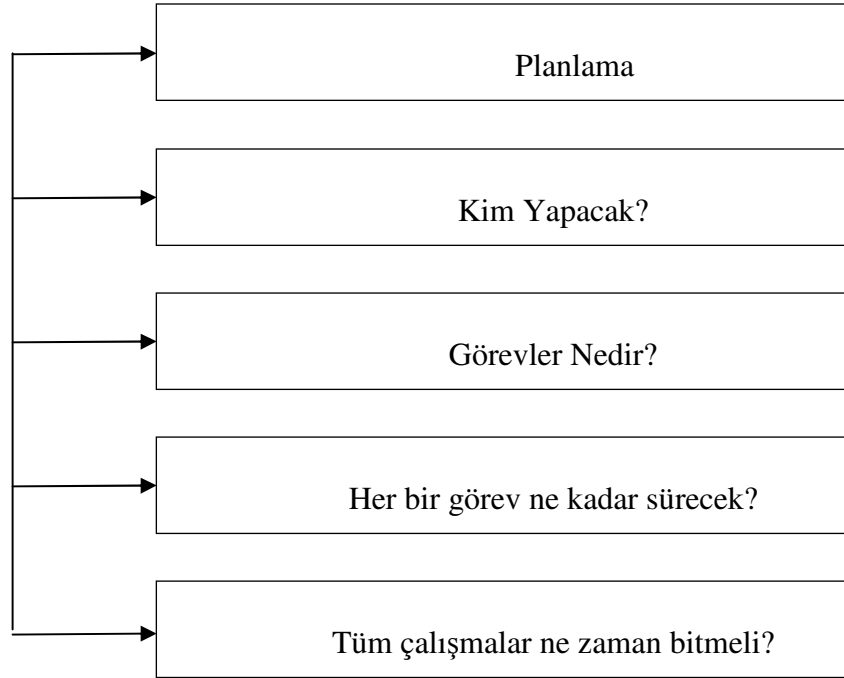 Planlama
Kim Yapacak?
Görevler Nedir?
Her bir görev ne kadar sürecek?
Tüm çalışmalar ne zaman bitmeli?